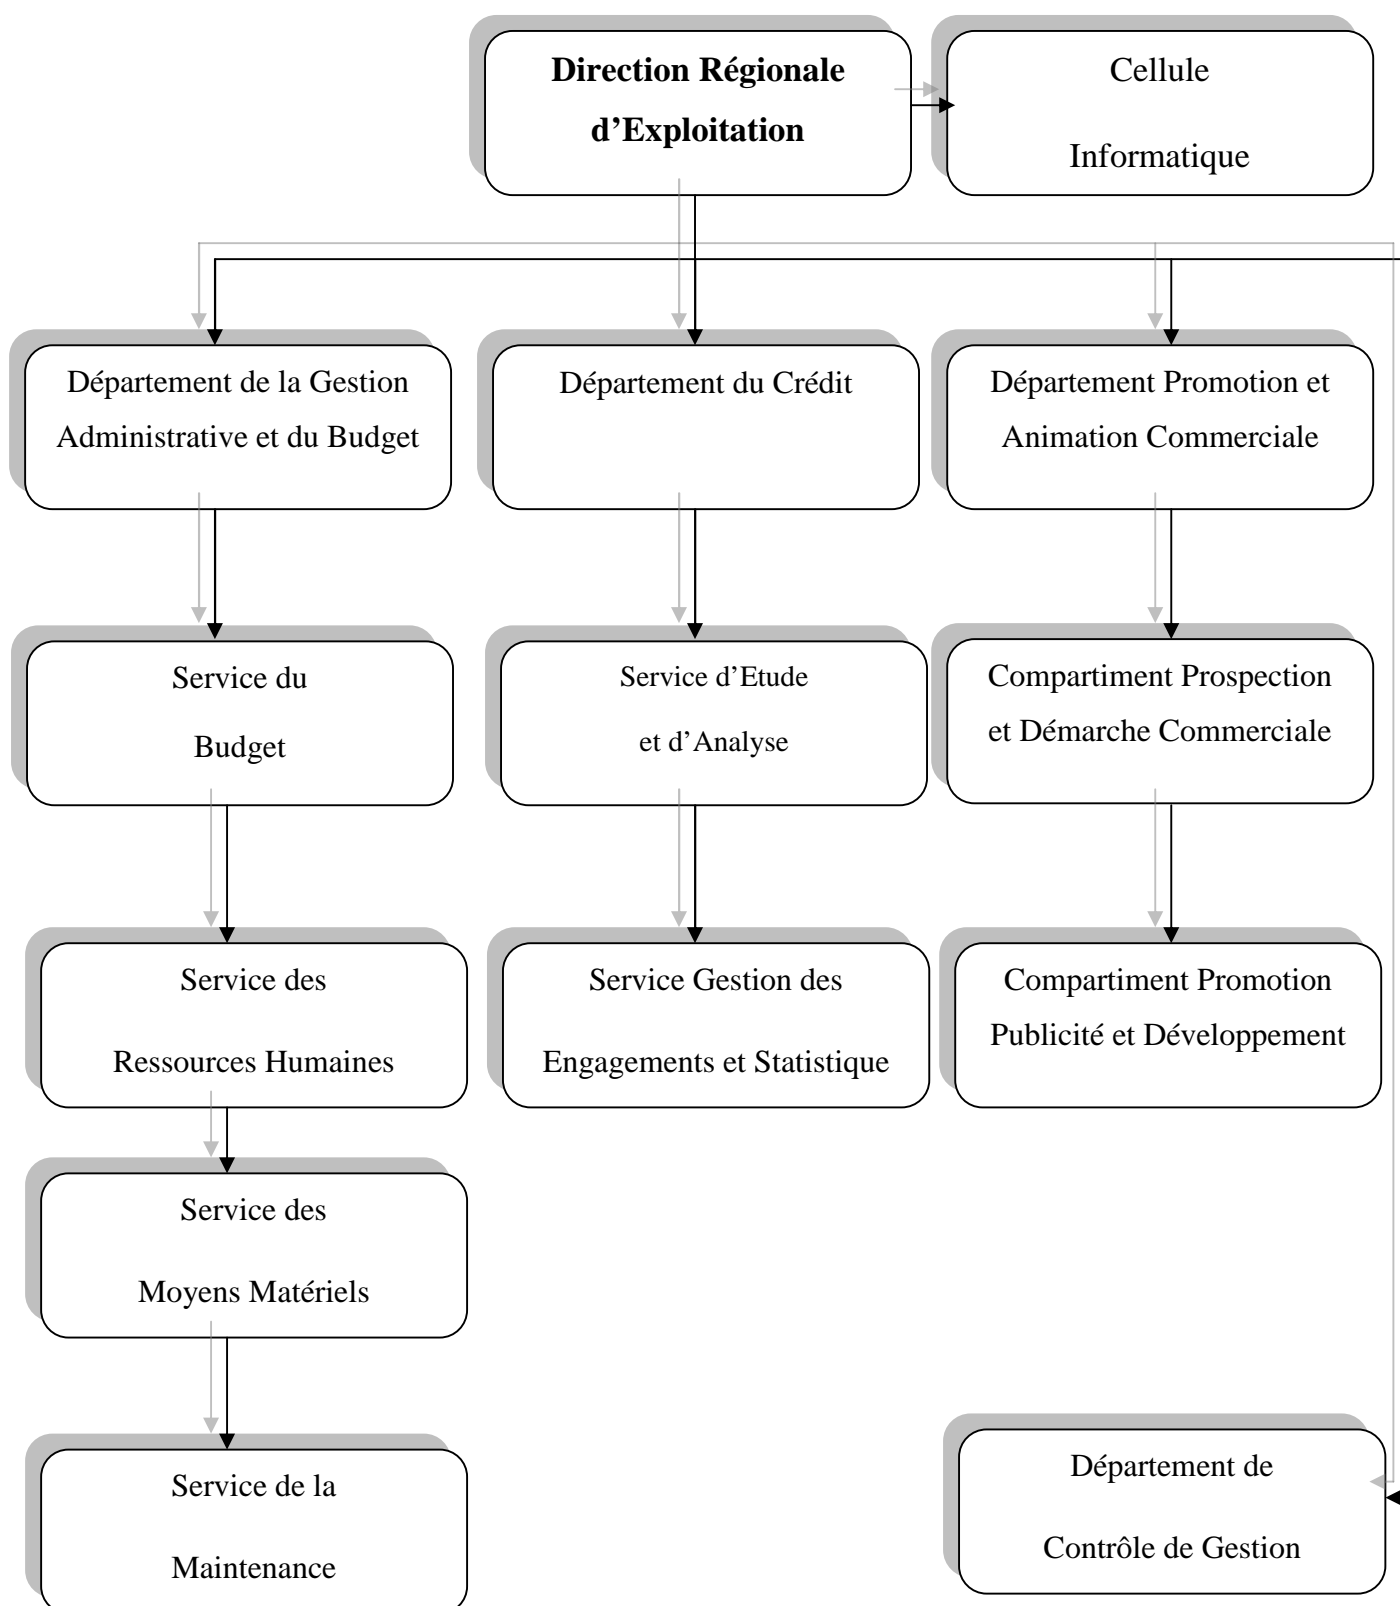 Direction Régionale
d’Exploitation
Cellule
Informatique
Département de la Gestion
Administrative et du Budget
Département du Crédit
Département Promotion et
Animation Commerciale
Service du
Budget
Service d’Etude
et d’Analyse
Compartiment Prospection
et Démarche Commerciale
Service des
Ressources Humaines
Service Gestion des
Engagements et Statistique
Compartiment Promotion
Publicité et Développement
Service des
Moyens Matériels
Service de la
Maintenance
Département de
Contrôle de Gestion